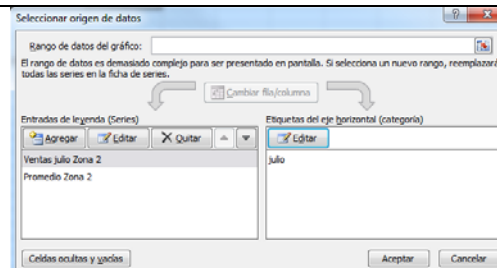 Seleccionar origen de datos
Rango de datos del gráfico:
El rango de datos es demasiado complejo para ser presentado en pantalla. Si selecciona un nuevo rango, reemplazará
todas las series en la ficha de series.
Cambiar fila/columna
Entradas de leyenda (Series)
Agregar Editar Quitar
Ventas julio Zona 2
Promedio Zona 2
Etiquetas del eje horizontal (categoría)
Editar
julio
Celdas ocultas y vacías
Aceptar Cancelar